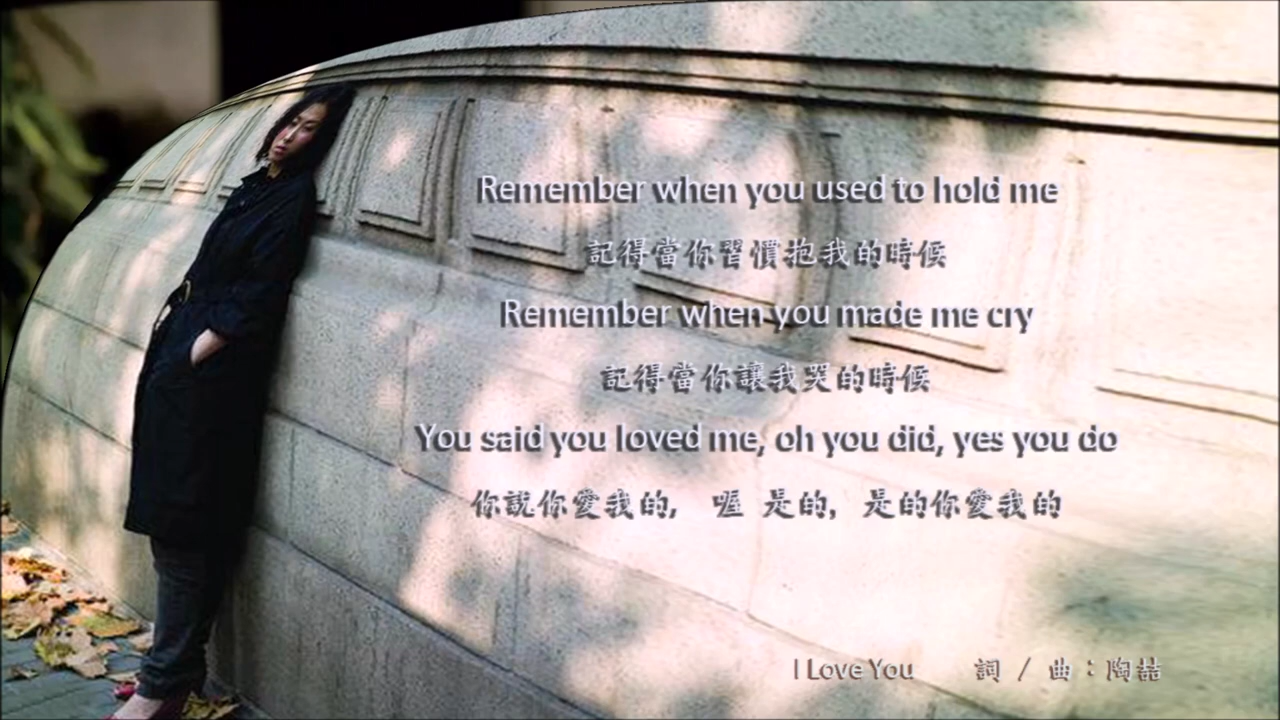 Remember when you used to hold me
記得當你習慣抱我的時候
Remember when you made me cry
記得當你讓我哭的時候
You said you loved me, oh you did, yes you do
你說你愛我的, 喔 是的, 是的你愛我的
I Love You 詞 / 曲：陶喆